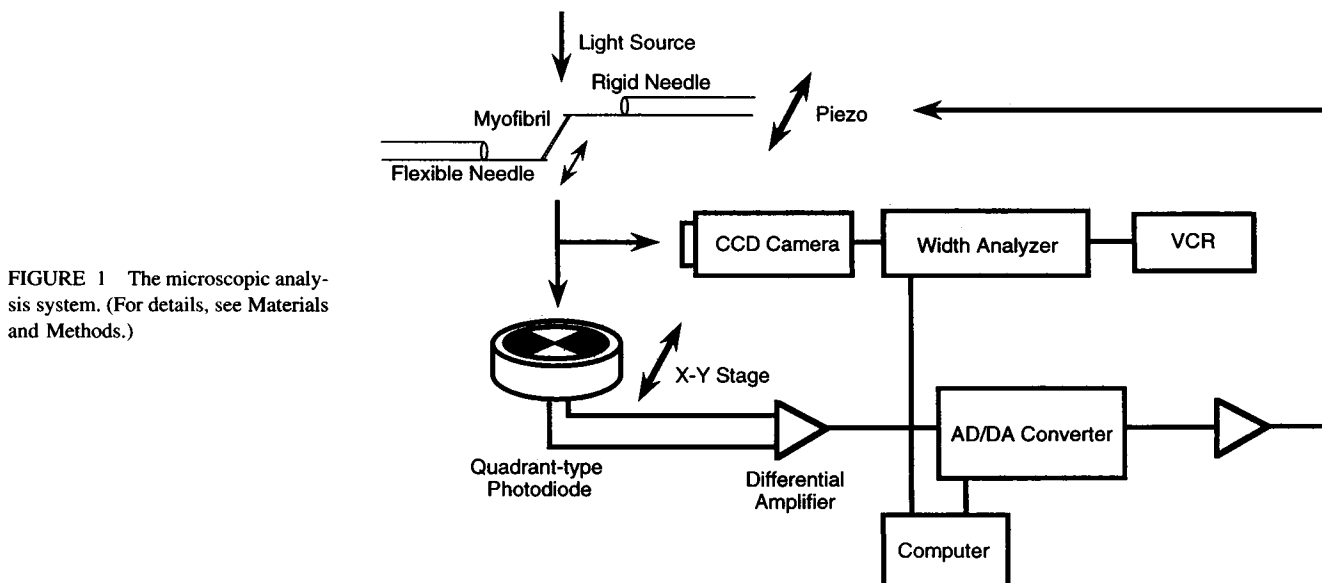 Light Source
Rigid Needle
Myofibril
Piezo
Flexible Needle
CCD Camera
Width Analyzer
VCR
FIGURE 1 The microscopic analy-
sis system. (For details, see Materials
and Methods.)
X-Y Stage
AD/DA Converter
Quadrant-type
Photodiode
Differential
Amplifier
Computer